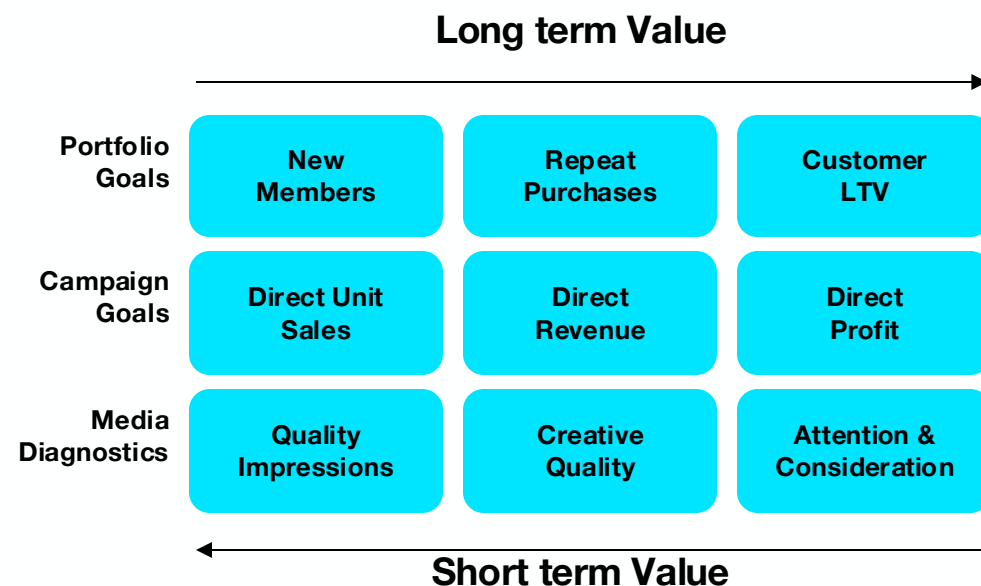 Long term Value
Portfolio
Goals
New
Members
Repeat
Purchases
Customer
LTV
Campaign
Goals
Direct Unit
Sales
Direct
Revenue
Direct
Profit
Media
Diagnostics
Quality
Impressions
Creative
Quality
Attention &
Consideration
Short term Value